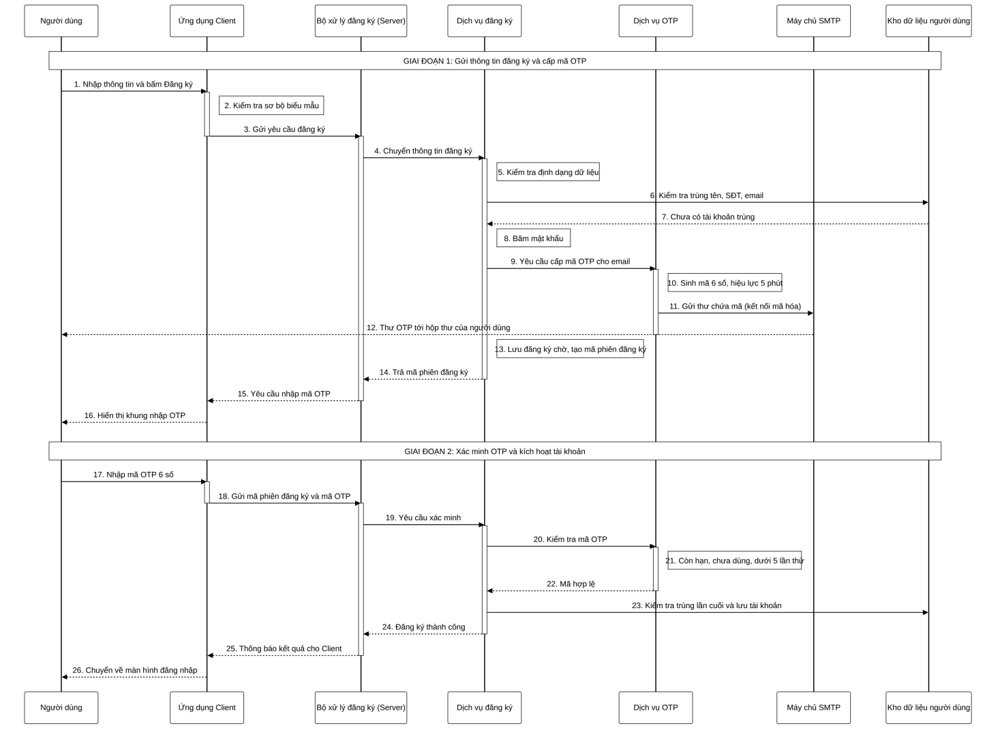 Người dùng
Ứng dụng Client
Bộ xử lý đăng ký (Server)
Dịch vụ đăng ký
Dịch vụ OTP
Máy chủ SMTP
Kho dữ liệu người dùng
GIAI ĐOẠN 1: Gửi thông tin đăng ký và cấp mã OTP
1. Nhập thông tin và bấm Đăng ký
2. Kiểm tra sơ bộ biểu mẫu
3. Gửi yêu cầu đăng ký
4. Chuyển thông tin đăng ký
5. Kiểm tra định dạng dữ liệu
6. Kiểm tra trùng tên, SĐT, email
7. Chưa có tài khoản trùng
8. Băm mật khẩu
9. Yêu cầu cấp mã OTP cho email
10. Sinh mã 6 số, hiệu lực 5 phút
11. Gửi thư chứa mã (kết nối mã hóa)
12. Thư OTP tới hộp thư của người dùng
13. Lưu đăng ký chờ, tạo mã phiên đăng ký
14. Trả mã phiên đăng ký
15. Yêu cầu nhập mã OTP
16. Hiển thị khung nhập OTP
GIAI ĐOẠN 2: Xác minh OTP và kích hoạt tài khoản
17. Nhập mã OTP 6 số
18. Gửi mã phiên đăng ký và mã OTP
19. Yêu cầu xác minh
20. Kiểm tra mã OTP
21. Còn hạn, chưa dùng, dưới 5 lần thử
22. Mã hợp lệ
23. Kiểm tra trùng lần cuối và lưu tài khoản
24. Đăng ký thành công
25. Thông báo kết quả cho Client
26. Chuyển về màn hình đăng nhập
Người dùng
Ứng dụng Client
Bộ xử lý đăng ký (Server)
Dịch vụ đăng ký
Dịch vụ OTP
Máy chủ SMTP
Kho dữ liệu người dùng